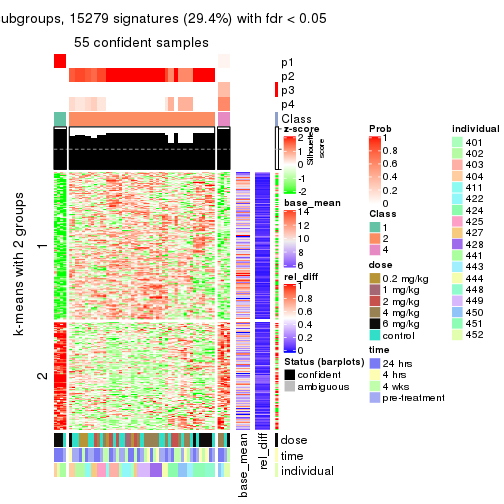 ubgroups, 15279 signatures (29.4%) with fdr < 0.05
55 confident samples
p1
p2
p3
p4
Class
Silhouette score
k-means with 2 groups
1
2
dose
time
individual
base_mean
rel_diff
z-score
2
1
0
-1
-2
base_mean
14
12
10
8
6
rel_diff
1
0.8
0.6
0.4
0.2
0
Status (barplots)
confident
ambiguous
Prob
1
0.8
0.6
0.4
0.2
0
Class
1
2
4
dose
0.2 mg/kg
1 mg/kg
2 mg/kg
4 mg/kg
6 mg/kg
control
time
24 hrs
4 hrs
4 wks
pre-treatment
individual
401
402
403
404
411
422
424
425
427
428
441
443
444
448
449
450
451
452